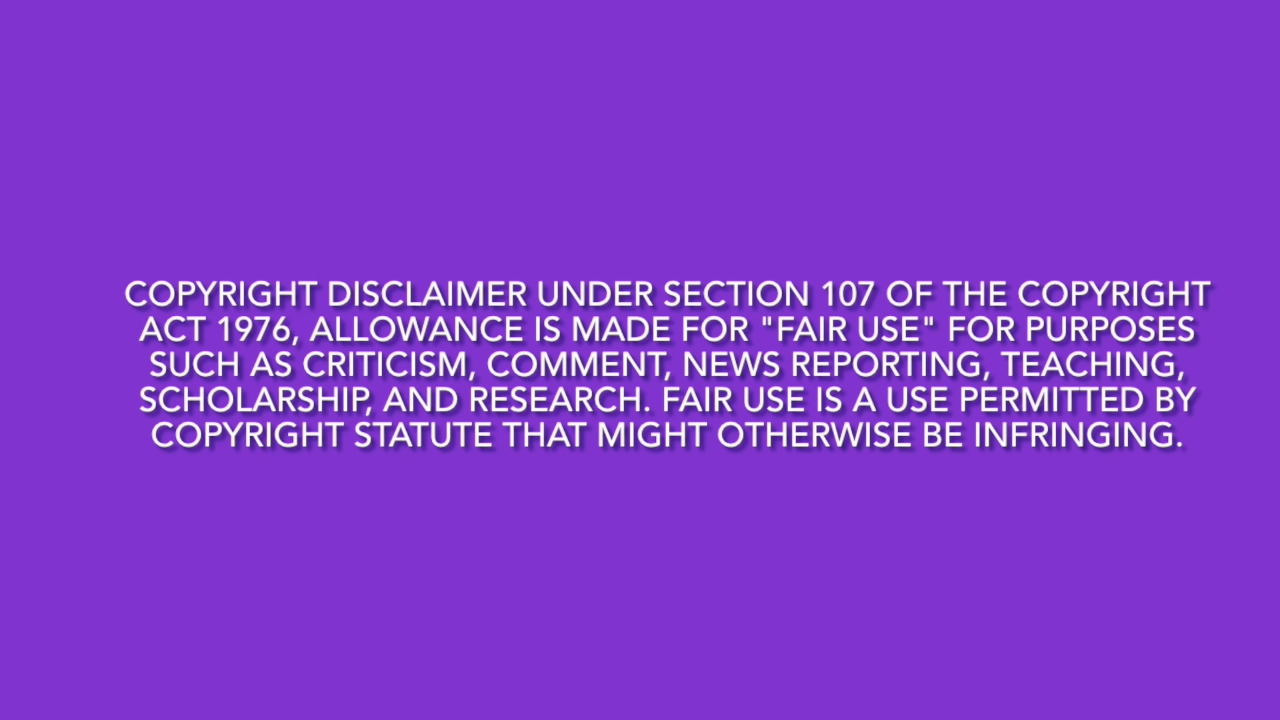 COPYRIGHT DISCLAIMER UNDER SECTION 107 OF THE COPYRIGHT
ACT 1976, ALLOWANCE IS MADE FOR "FAIR USE" FOR PURPOSES
SUCH AS CRITICISM, COMMENT, NEWS REPORTING, TEACHING,
SCHOLARSHIP, AND RESEARCH. FAIR USE IS A USE PERMITTED BY
COPYRIGHT STATUTE THAT MIGHT OTHERWISE BE INFRINGING.